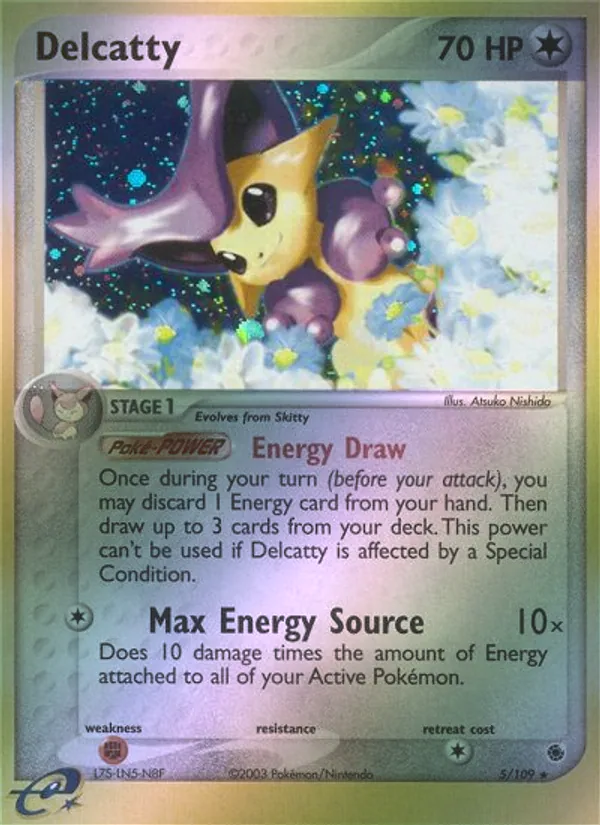 Delcatty 70 HP
Illus. Atsuko Nishida
STAGE 1 Evolves from Skitty
Poké-POWER Energy Draw
Once during your turn (before your attack), you
may discard 1 Energy card from your hand. Then
draw up to 3 cards from your deck. This power
can't be used if Delcatty is affected by a Special
Condition.
Max Energy Source 10×
Does 10 damage times the amount of Energy
attached to all of your Active Pokémon.
weakness resistance retreat cost
L75-LN5-N8F ©2003 Pokémon/Nintendo 5/109 ★
e